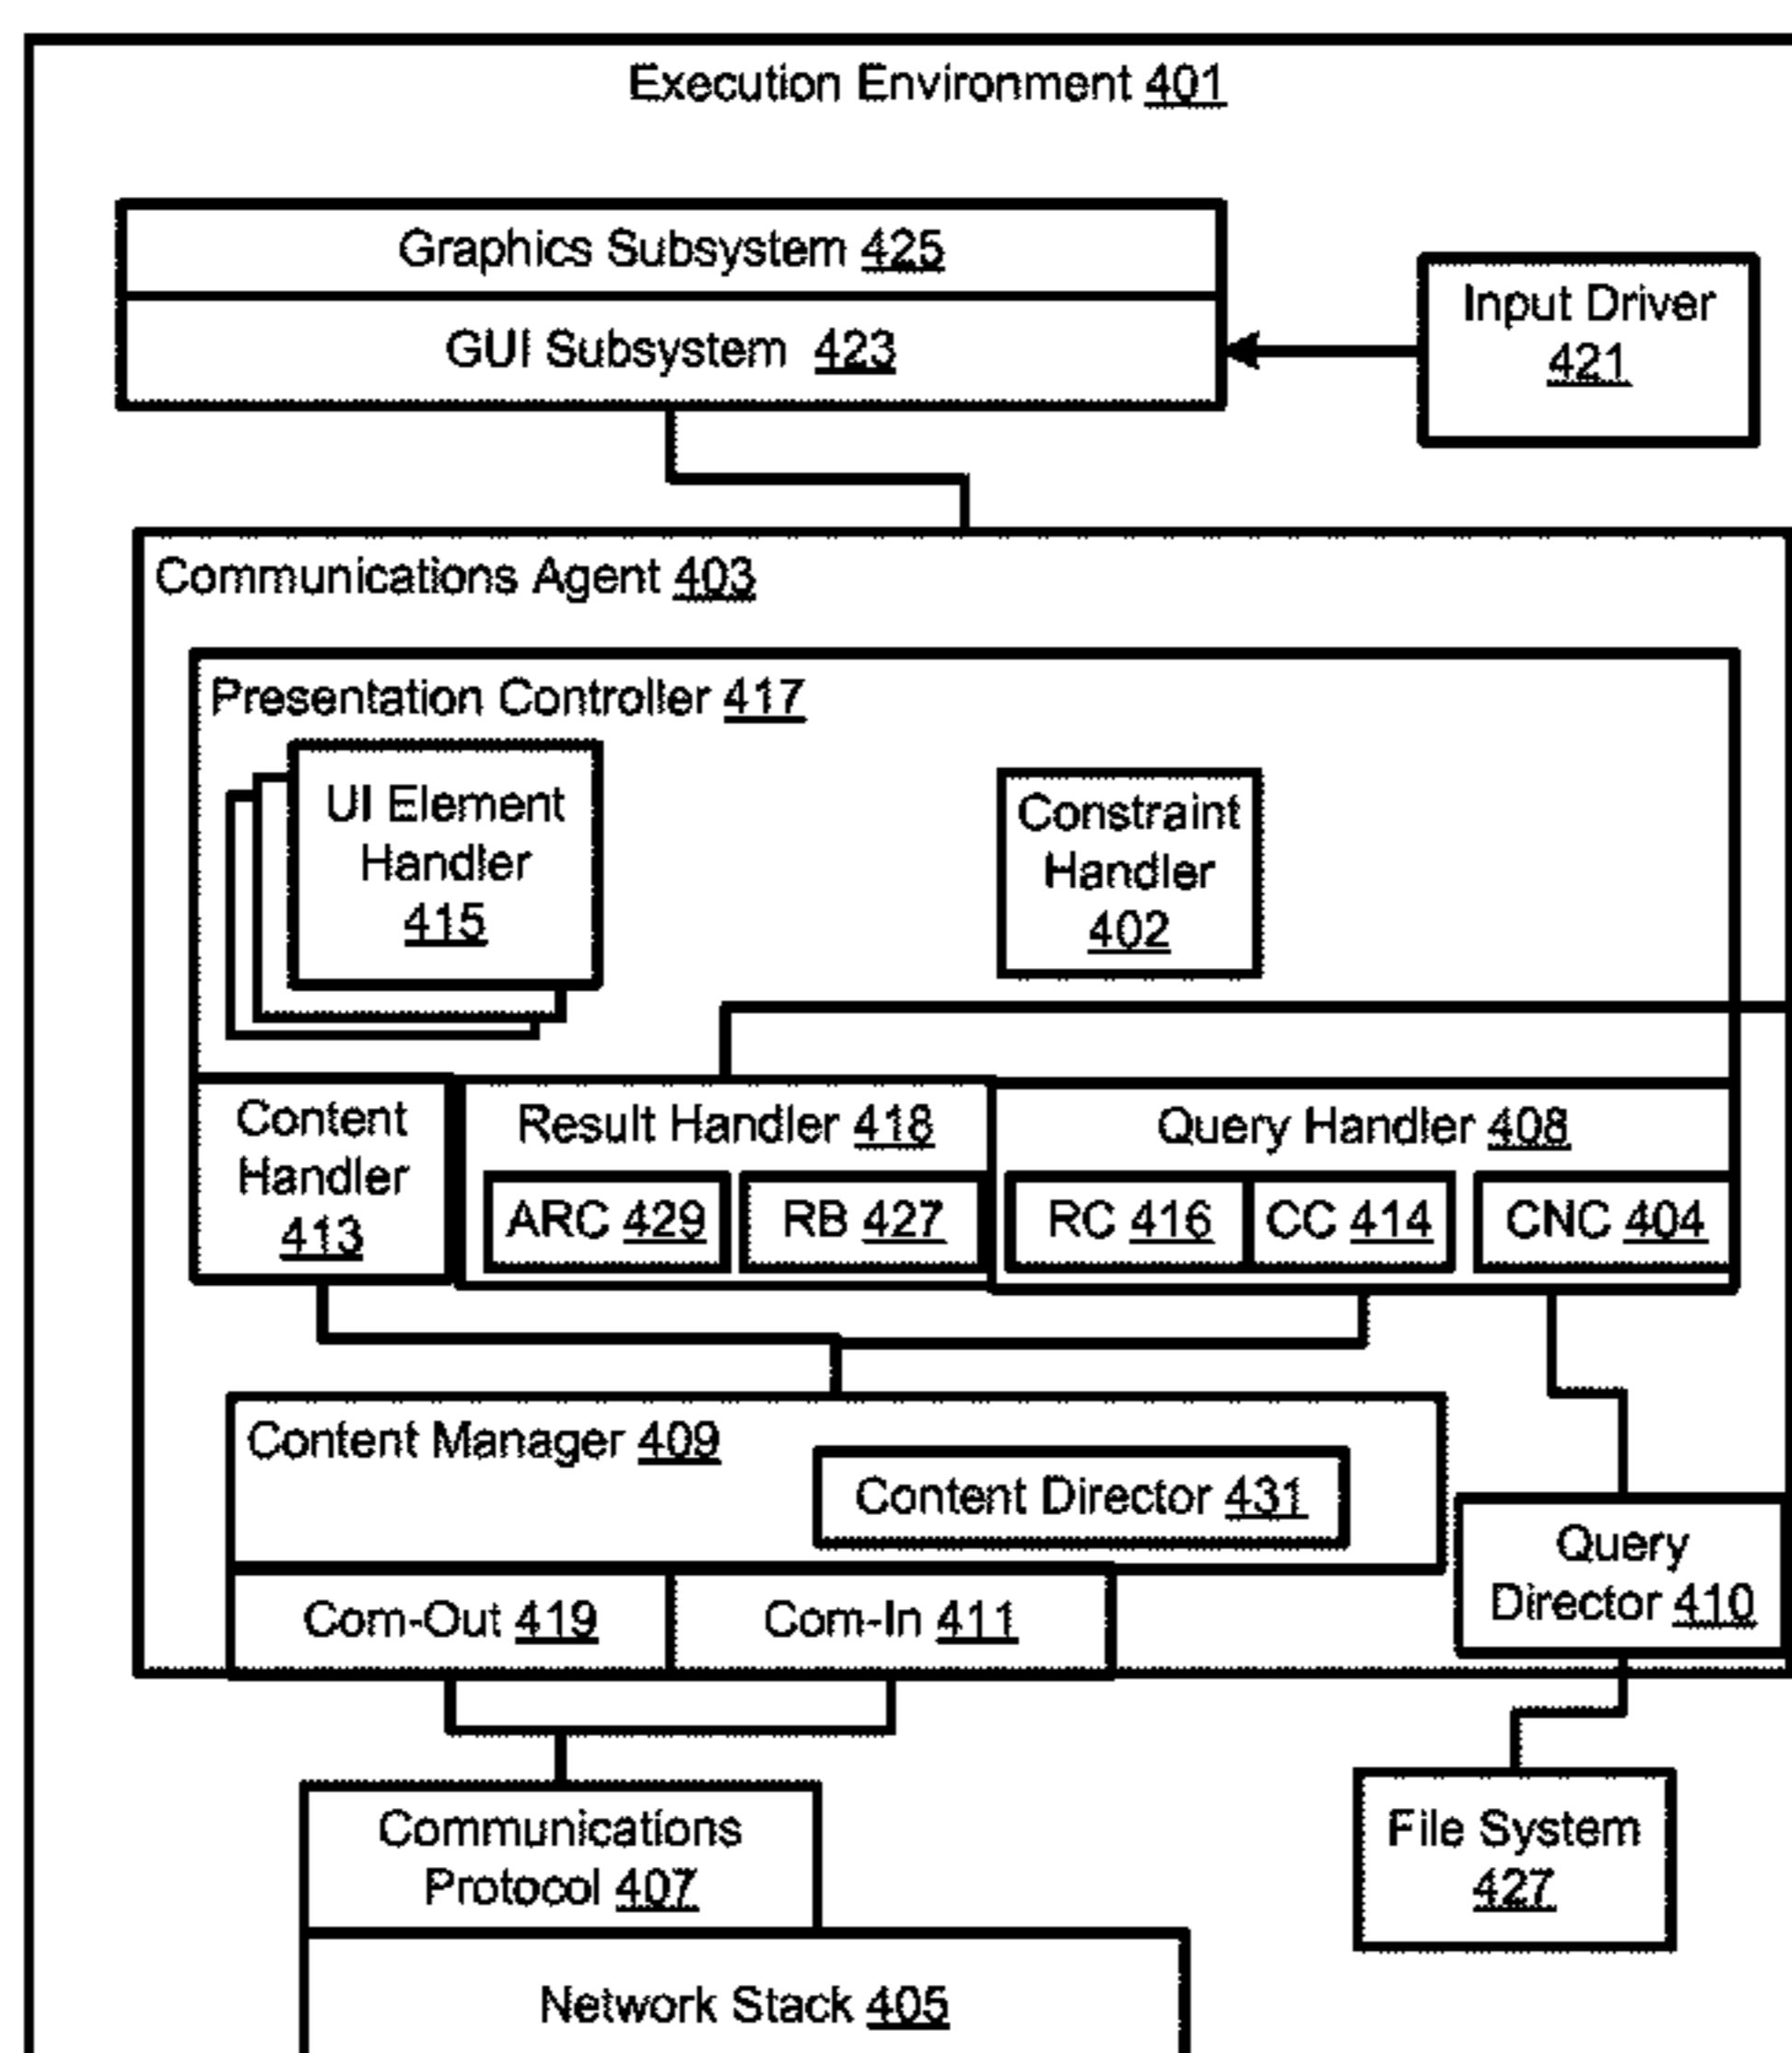 Execution Environment 401
Graphics Subsystem 425
GUI Subsystem 423
Input Driver
421
Communications Agent 403
Presentation Controller 417
UI Element
Handler
415
Constraint
Handler
402
Content
Handler
413
Result Handler 418
ARC 429
RB 427
Query Handler 408
RC 416
CC 414
CNC 404
Content Manager 409
Content Director 431
Com-Out 419
Com-In 411
Query
Director 410
Communications
Protocol 407
File System
427
Network Stack 405